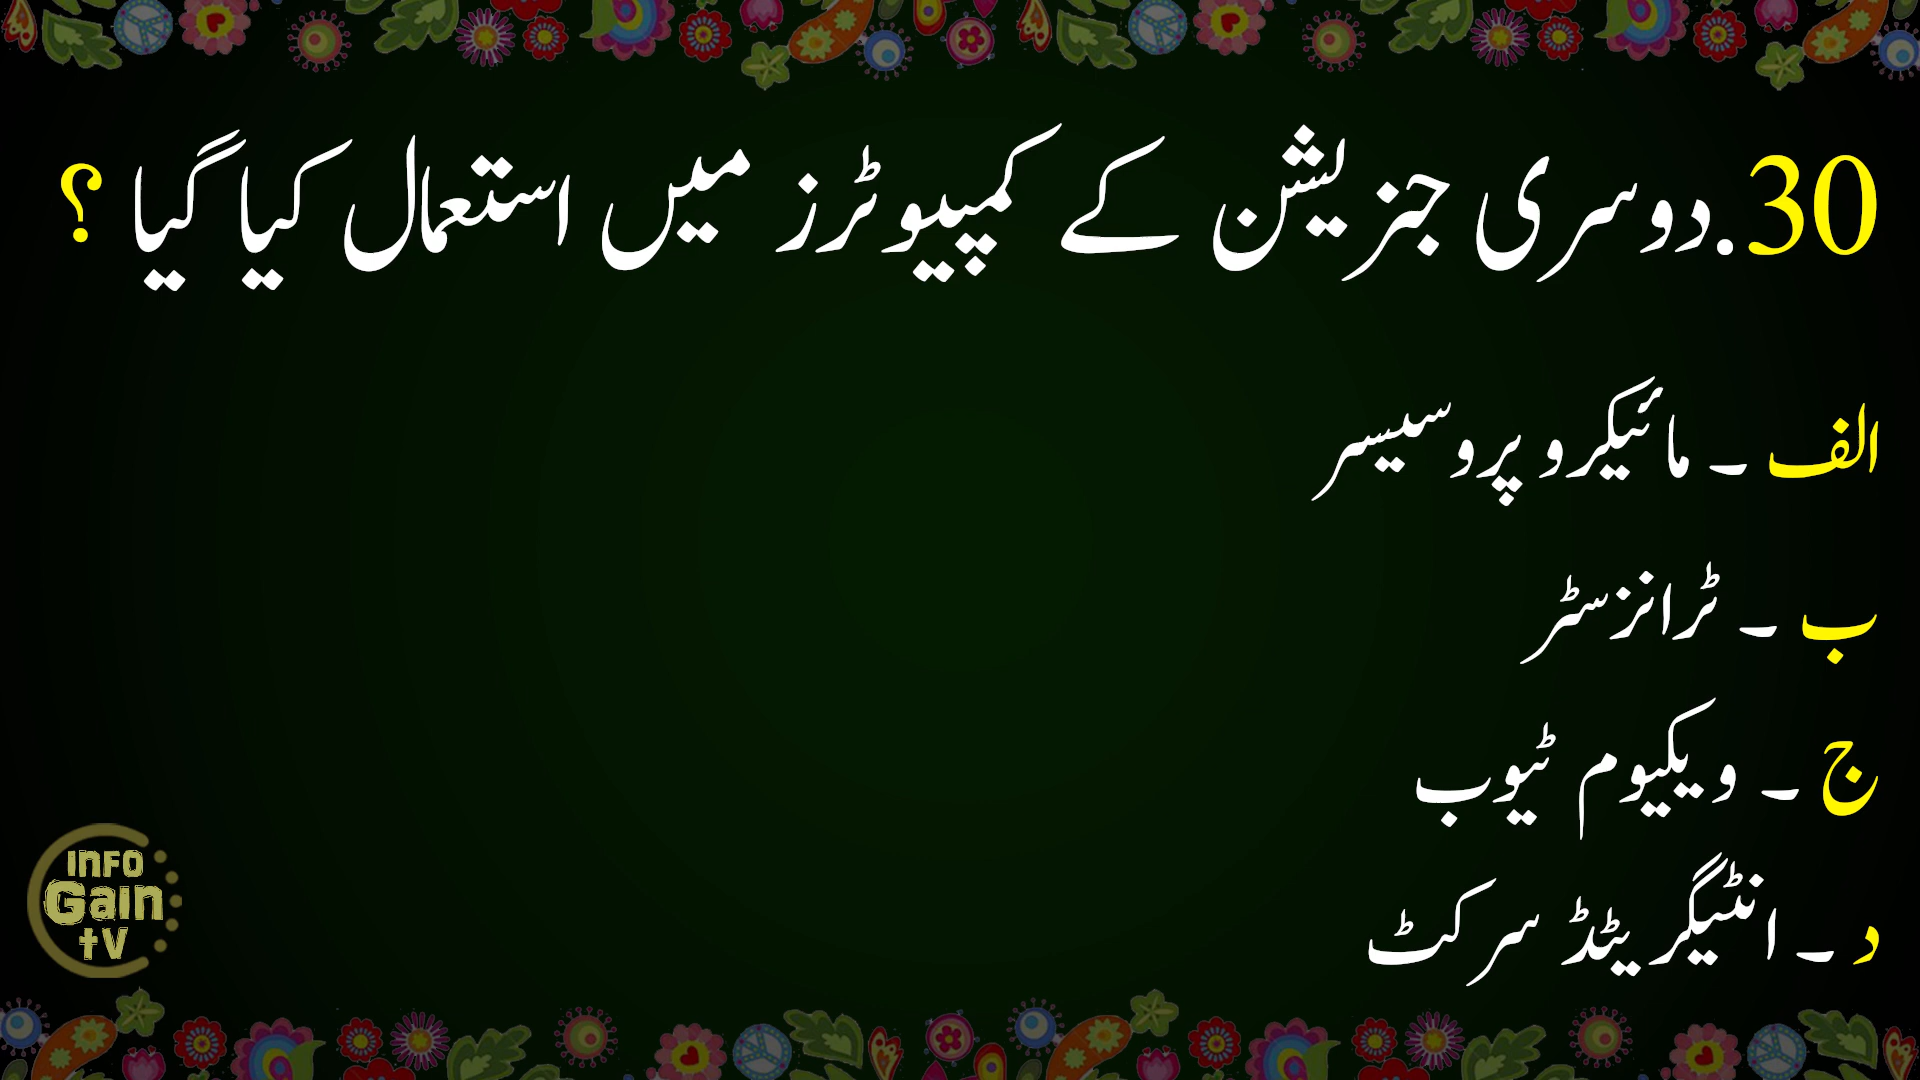 30.دوسری جنریشن کے کمپیوٹرز میں استعمال کیا گیا ؟
الف ۔ مائیکرو پروسیسر
ب ۔ ٹرانزسٹر
ج ۔ ویکیوم ٹیوب
د ۔ انٹیگریٹڈ سرکٹ
INFO
Gain
tV